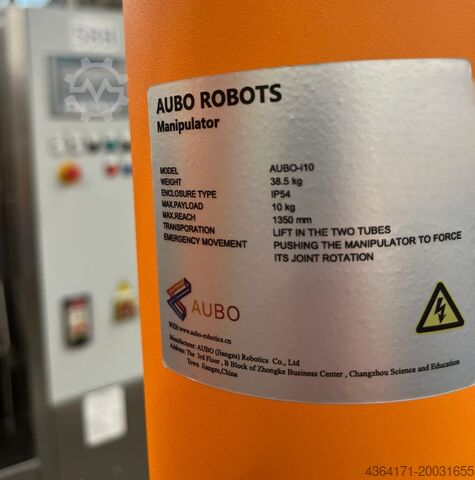 5881
AUBO ROBOTS
Manipulator
MODEL AUBO-i10
WEIGHT 38.5 kg
ENCLOSURE TYPE IP54
MAX.PAYLOAD 10 kg
MAX.REACH 1350 mm
TRANSPORATION LIFT IN THE TWO TUBES
EMERGENCY MOVEMENT PUSHING THE MANIPULATOR TO FORCE
ITS JOINT ROTATION
AUBO
WEB:www.aubo-robotics.cn
Manufacturer: AUBO (Jiangsu) Robotics Co., Ltd
Address: The 3rd Floor , B Block of Zhongke Business Center , Changzhou Science and Education
Town Jiangsu,China
4364171-20031655